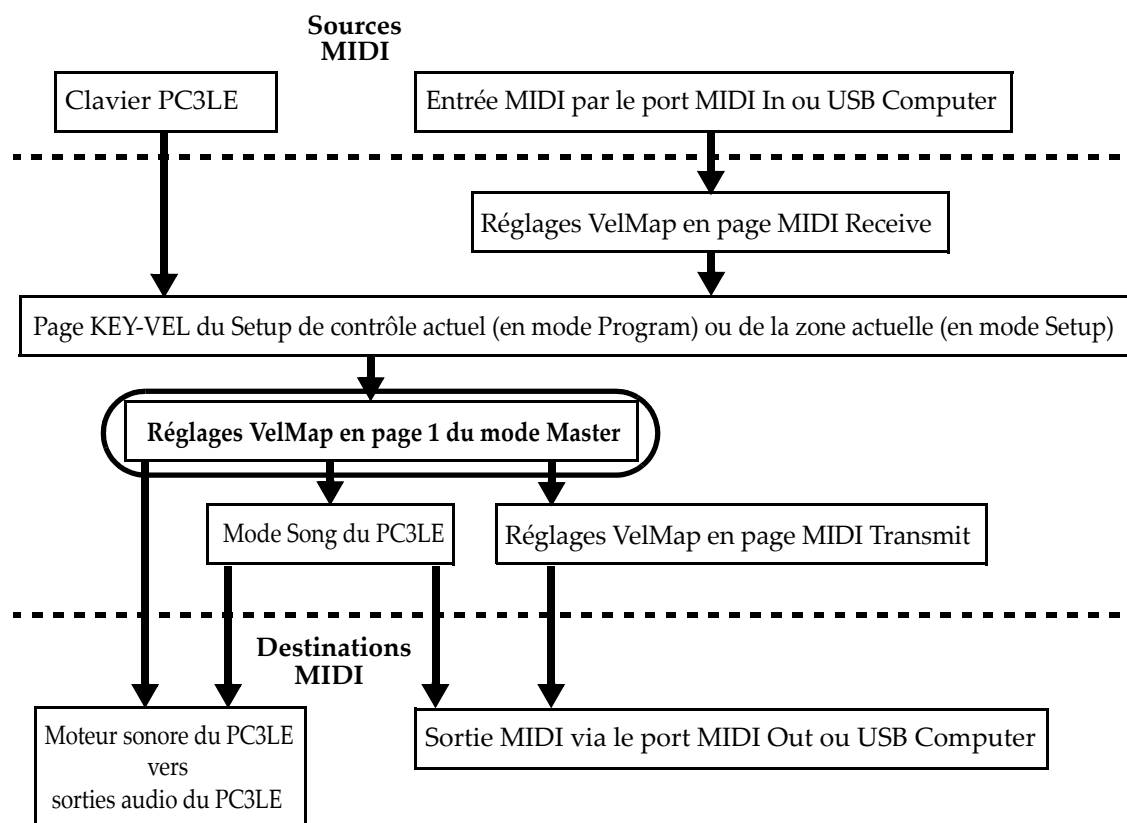 Sources
MIDI
Clavier PC3LE
Entrée MIDI par le port MIDI In ou USB Computer
Réglages VelMap en page MIDI Receive
Page KEY-VEL du Setup de contrôle actuel (en mode Program) ou de la zone actuelle (en mode Setup)
Réglages VelMap en page 1 du mode Master
Mode Song du PC3LE
Réglages VelMap en page MIDI Transmit
Destinations
MIDI
Moteur sonore du PC3LE
vers
sorties audio du PC3LE
Sortie MIDI via le port MIDI Out ou USB Computer